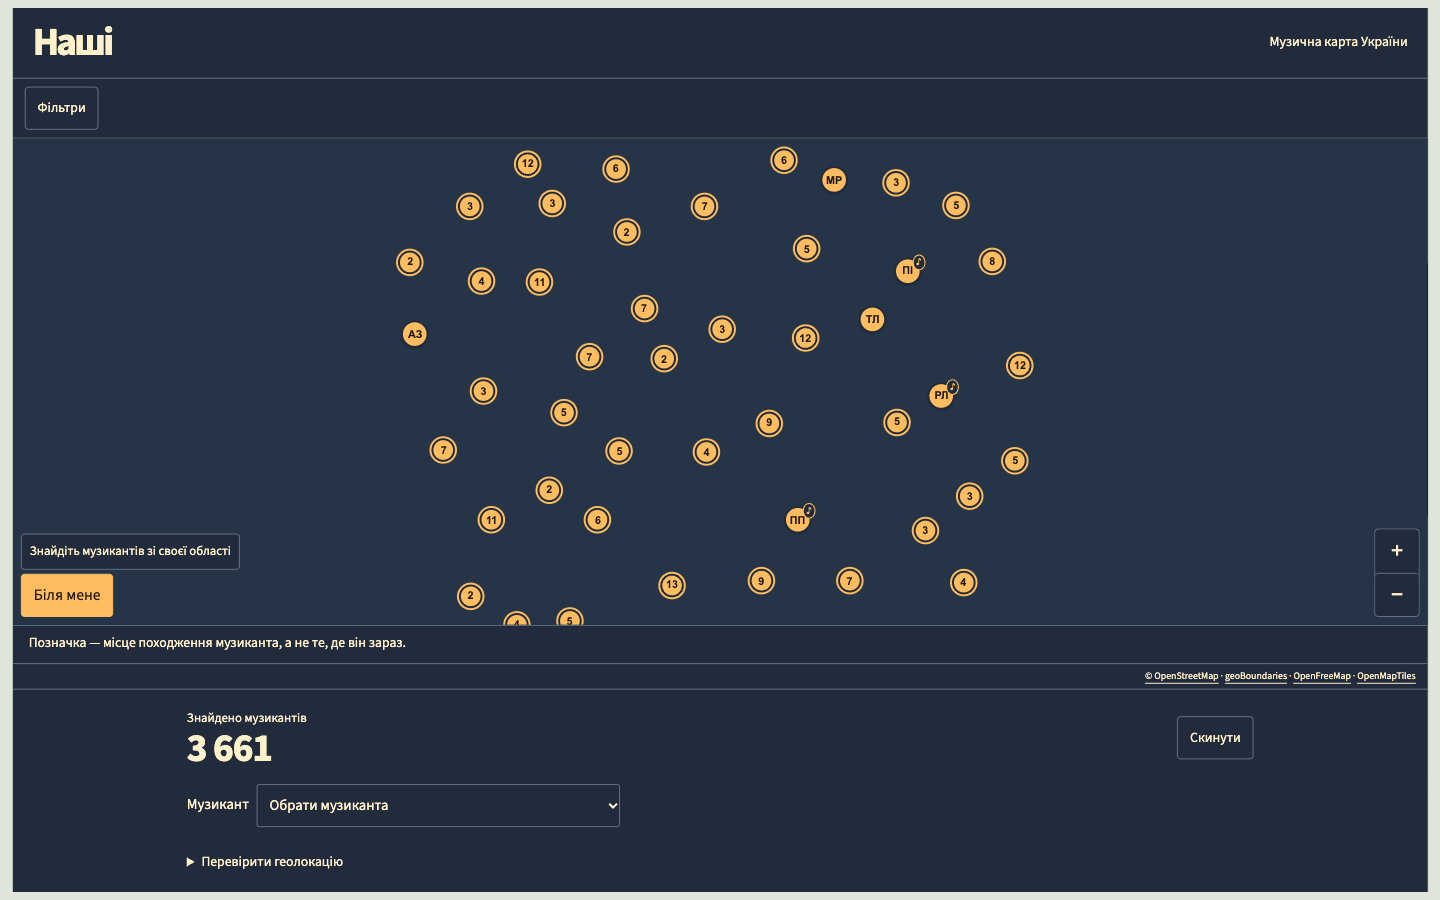 Наші
Музична карта України
Фільтри
12
6
6
МР
3
3
3
7
5
2
5
2
4
11
ПІ
8
7
ТЛ
АЗ
3
12
7
2
12
3
РЛ
5
9
5
7
5
4
5
2
3
11
6
ПП
3
Знайдіть музикантів зі своєї області
+
Біля мене
2
13
9
7
4
−
4
5
Позначка — місце походження музиканта, а не те, де він зараз.
© OpenStreetMap · geoBoundaries · OpenFreeMap · OpenMapTiles
Знайдено музикантів
3 661
Скинути
Музикант
Обрати музиканта
Перевірити геолокацію